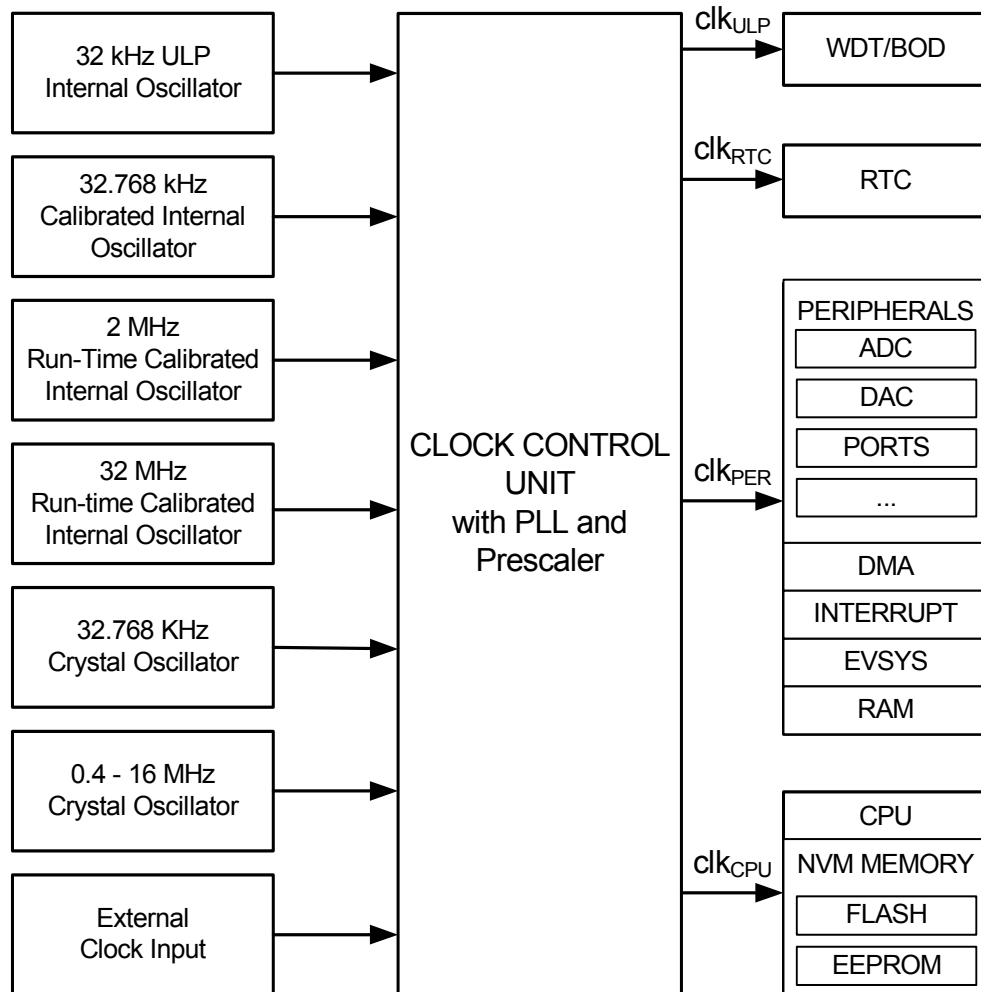 32 kHz ULP
Internal Oscillator
32.768 kHz
Calibrated Internal
Oscillator
2 MHz
Run-Time Calibrated
Internal Oscillator
32 MHz
Run-time Calibrated
Internal Oscillator
32.768 KHz
Crystal Oscillator
0.4 - 16 MHz
Crystal Oscillator
External
Clock Input
CLOCK CONTROL
UNIT
with PLL and
Prescaler
clkULP
clkRTC
clkPER
clkCPU
WDT/BOD
RTC
PERIPHERALS
ADC
DAC
PORTS
...
DMA
INTERRUPT
EVSYS
RAM
CPU
NVM MEMORY
FLASH
EEPROM